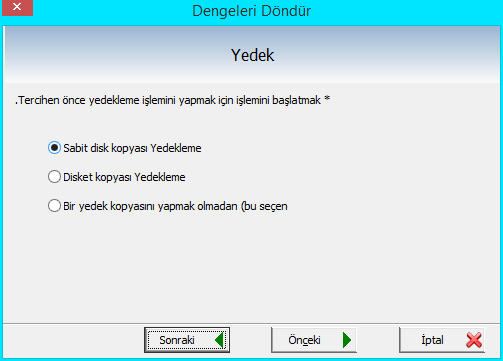 Dengeleri Döndür
Yedek
.Tercihen önce yedekleme işlemini yapmak için işlemini başlatmak *
Sabit disk kopyası Yedekleme
Disket kopyası Yedekleme
Bir yedek kopyasını yapmak olmadan (bu seçen
Sonraki
Önçeki
İptal